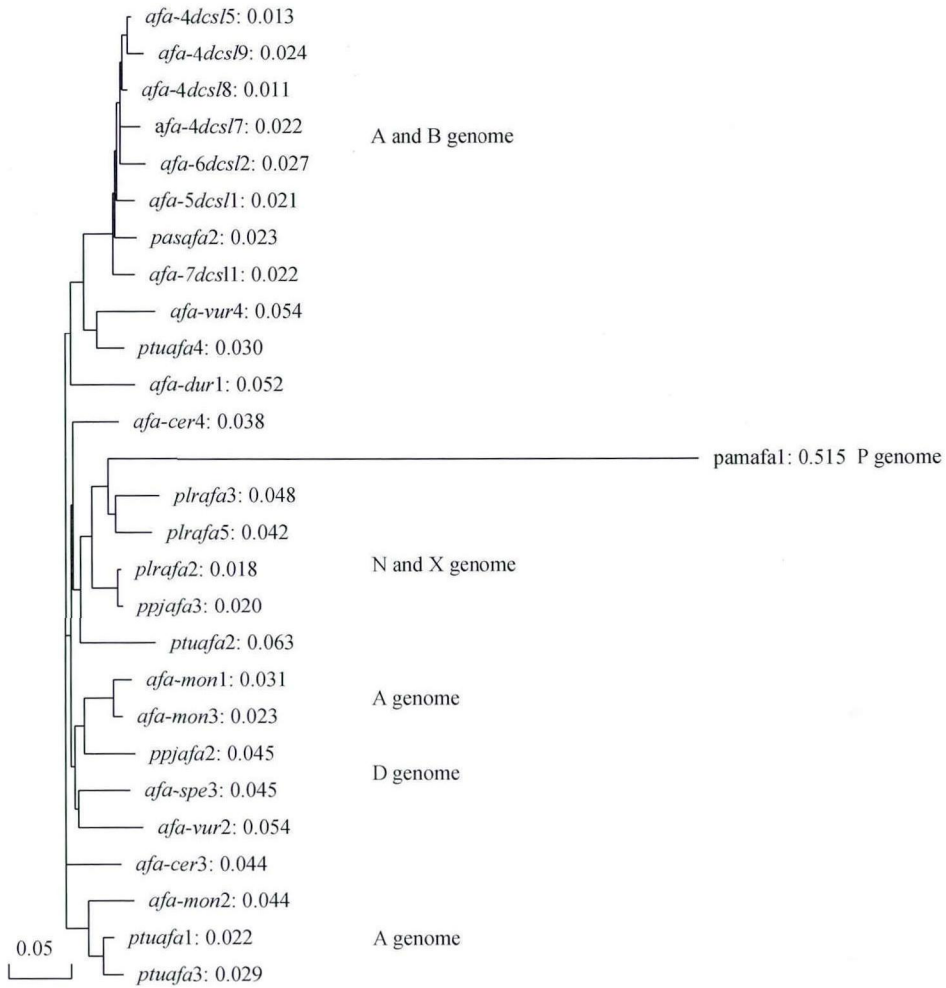 afa-4dcsl5: 0.013
afa-4dcsl9: 0.024
afa-4dcsl8: 0.011
afa-4dcsl7: 0.022
A and B genome
afa-6dcsl2: 0.027
afa-5dcsl1: 0.021
pasafa2: 0.023
afa-7dcsl1: 0.022
afa-vur4: 0.054
ptuafa4: 0.030
afa-dur1: 0.052
afa-cer4: 0.038
pamafa1: 0.515 P genome
plrafa3: 0.048
plrafa5: 0.042
N and X genome
plrafa2: 0.018
ppjafa3: 0.020
ptuafa2: 0.063
afa-mon1: 0.031
A genome
afa-mon3: 0.023
ppjafa2: 0.045
D genome
afa-spe3: 0.045
afa-vur2: 0.054
afa-cer3: 0.044
afa-mon2: 0.044
ptuafa1: 0.022
A genome
0.05
ptuafa3: 0.029